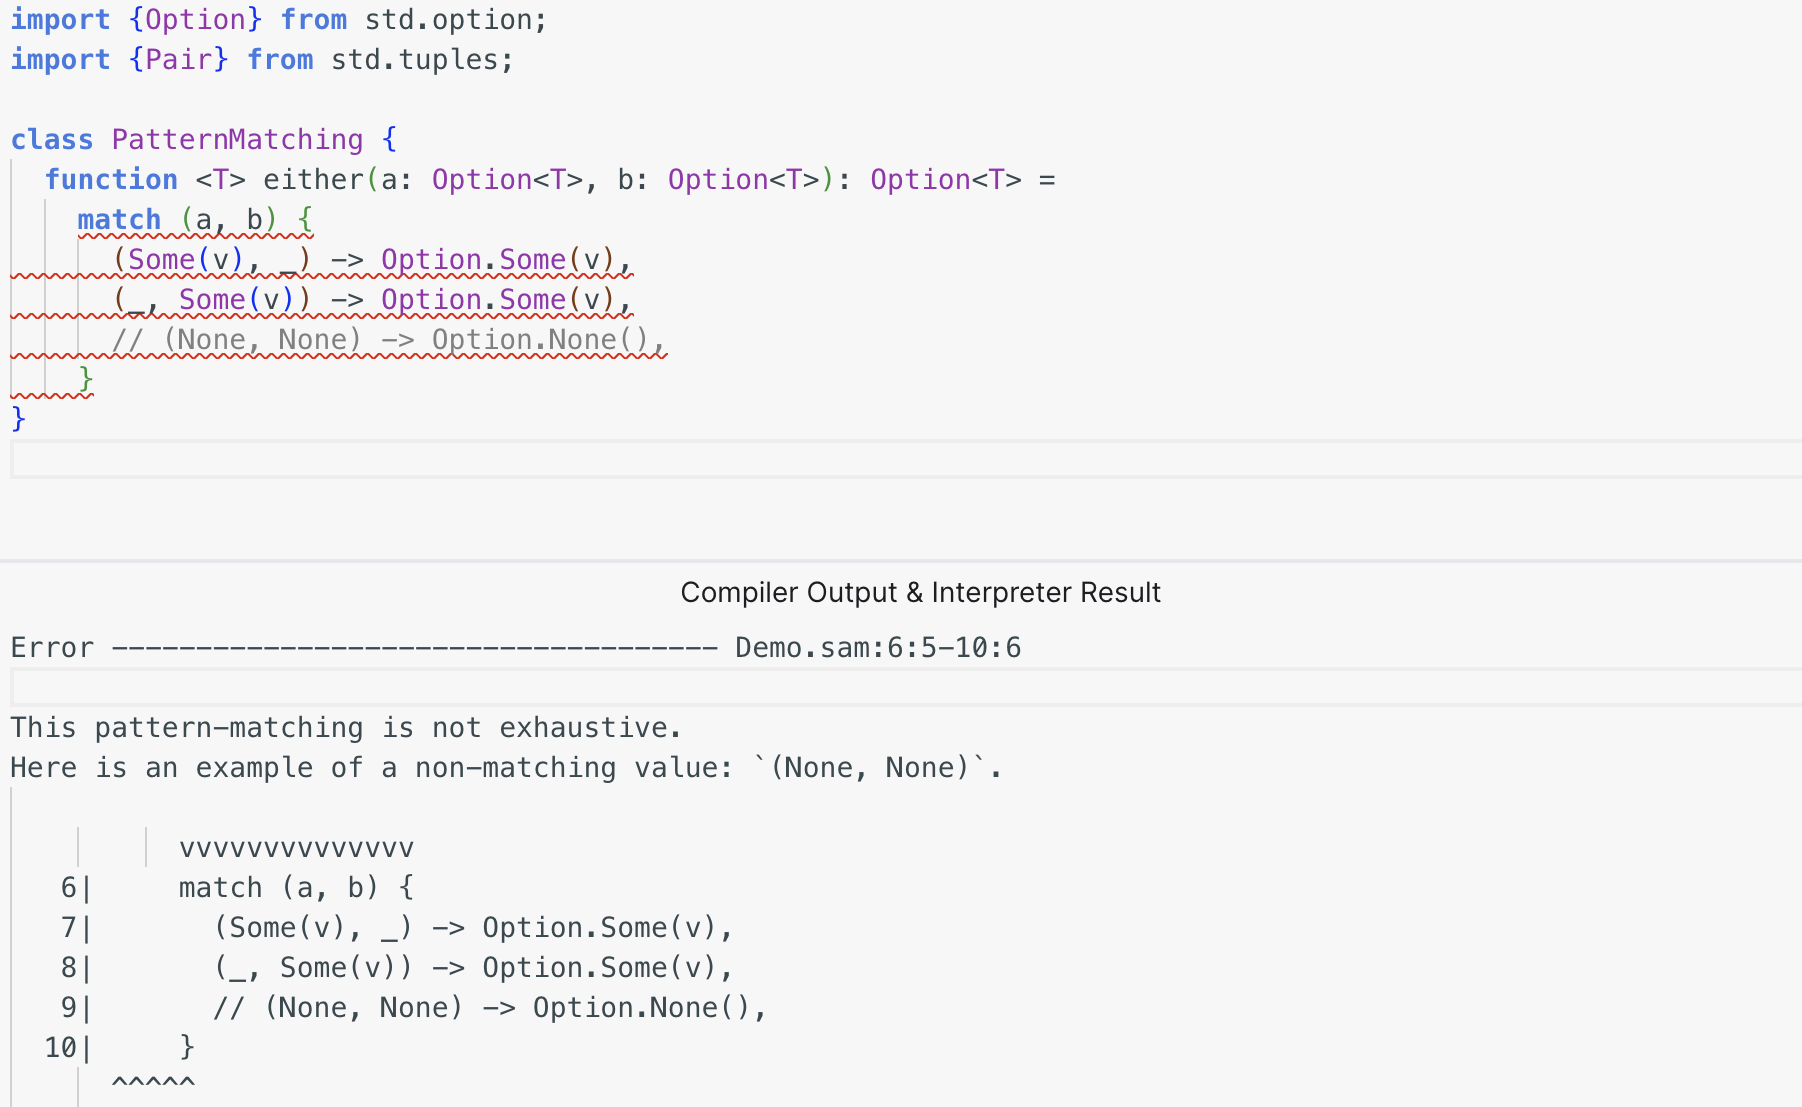 import {Option} from std.option;
import {Pair} from std.tuples;
class PatternMatching {
  function <T> either(a: Option<T>, b: Option<T>): Option<T> =
    match (a, b) {
      (Some(v), _) -> Option.Some(v),
      (_, Some(v)) -> Option.Some(v),
      // (None, None) -> Option.None(),
    }
}
Compiler Output & Interpreter Result
Error ------------------------------------ Demo.sam:6:5-10:6
This pattern-matching is not exhaustive.
Here is an example of a non-matching value: `(None, None)`.
          vvvvvvvvvvvvvv
   6|     match (a, b) {
   7|       (Some(v), _) -> Option.Some(v),
   8|       (_, Some(v)) -> Option.Some(v),
   9|       // (None, None) -> Option.None(),
  10|     }
      ^^^^^